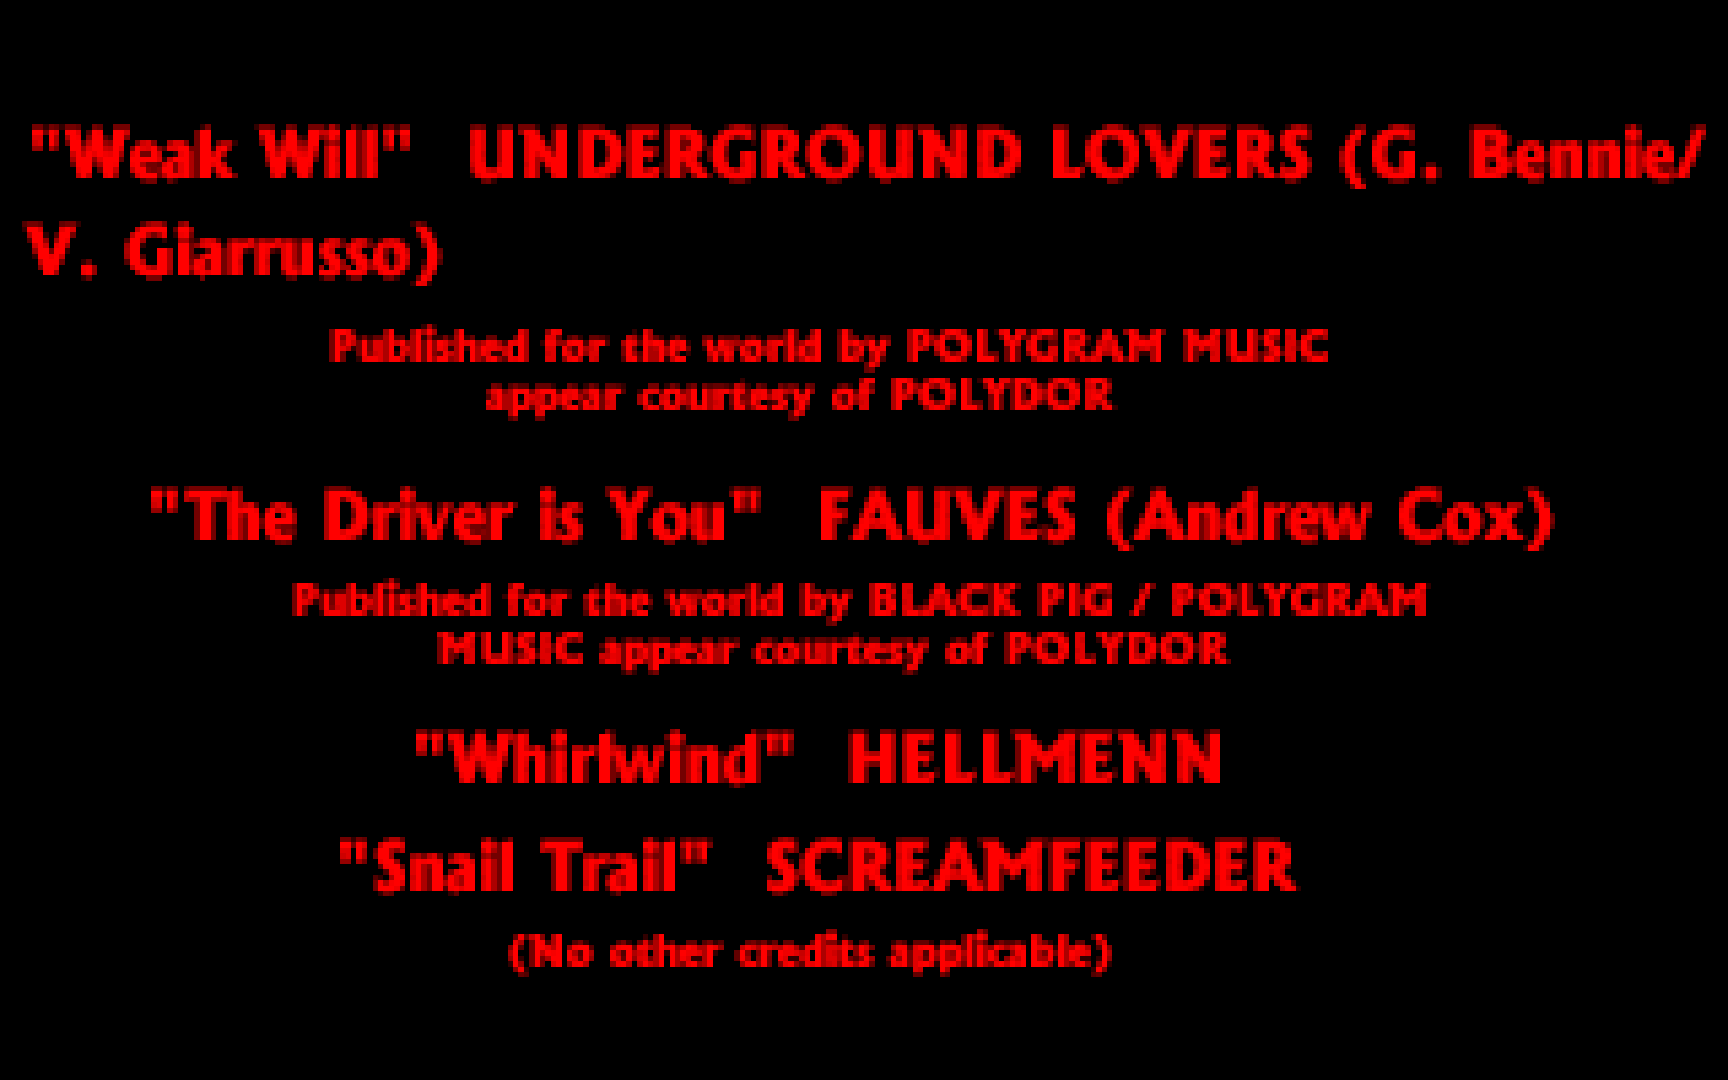 "Weak Will"  UNDERGROUND LOVERS (G. Bennie/
V. Giarrusso)
Published for the world by POLYGRAM MUSIC
appear courtesy of POLYDOR
"The Driver is You"  FAUVES (Andrew Cox)
Published for the world by BLACK PIG / POLYGRAM
MUSIC appear courtesy of POLYDOR
"Whirlwind"  HELLMENN
"Snail Trail"  SCREAMFEEDER
(No other credits applicable)